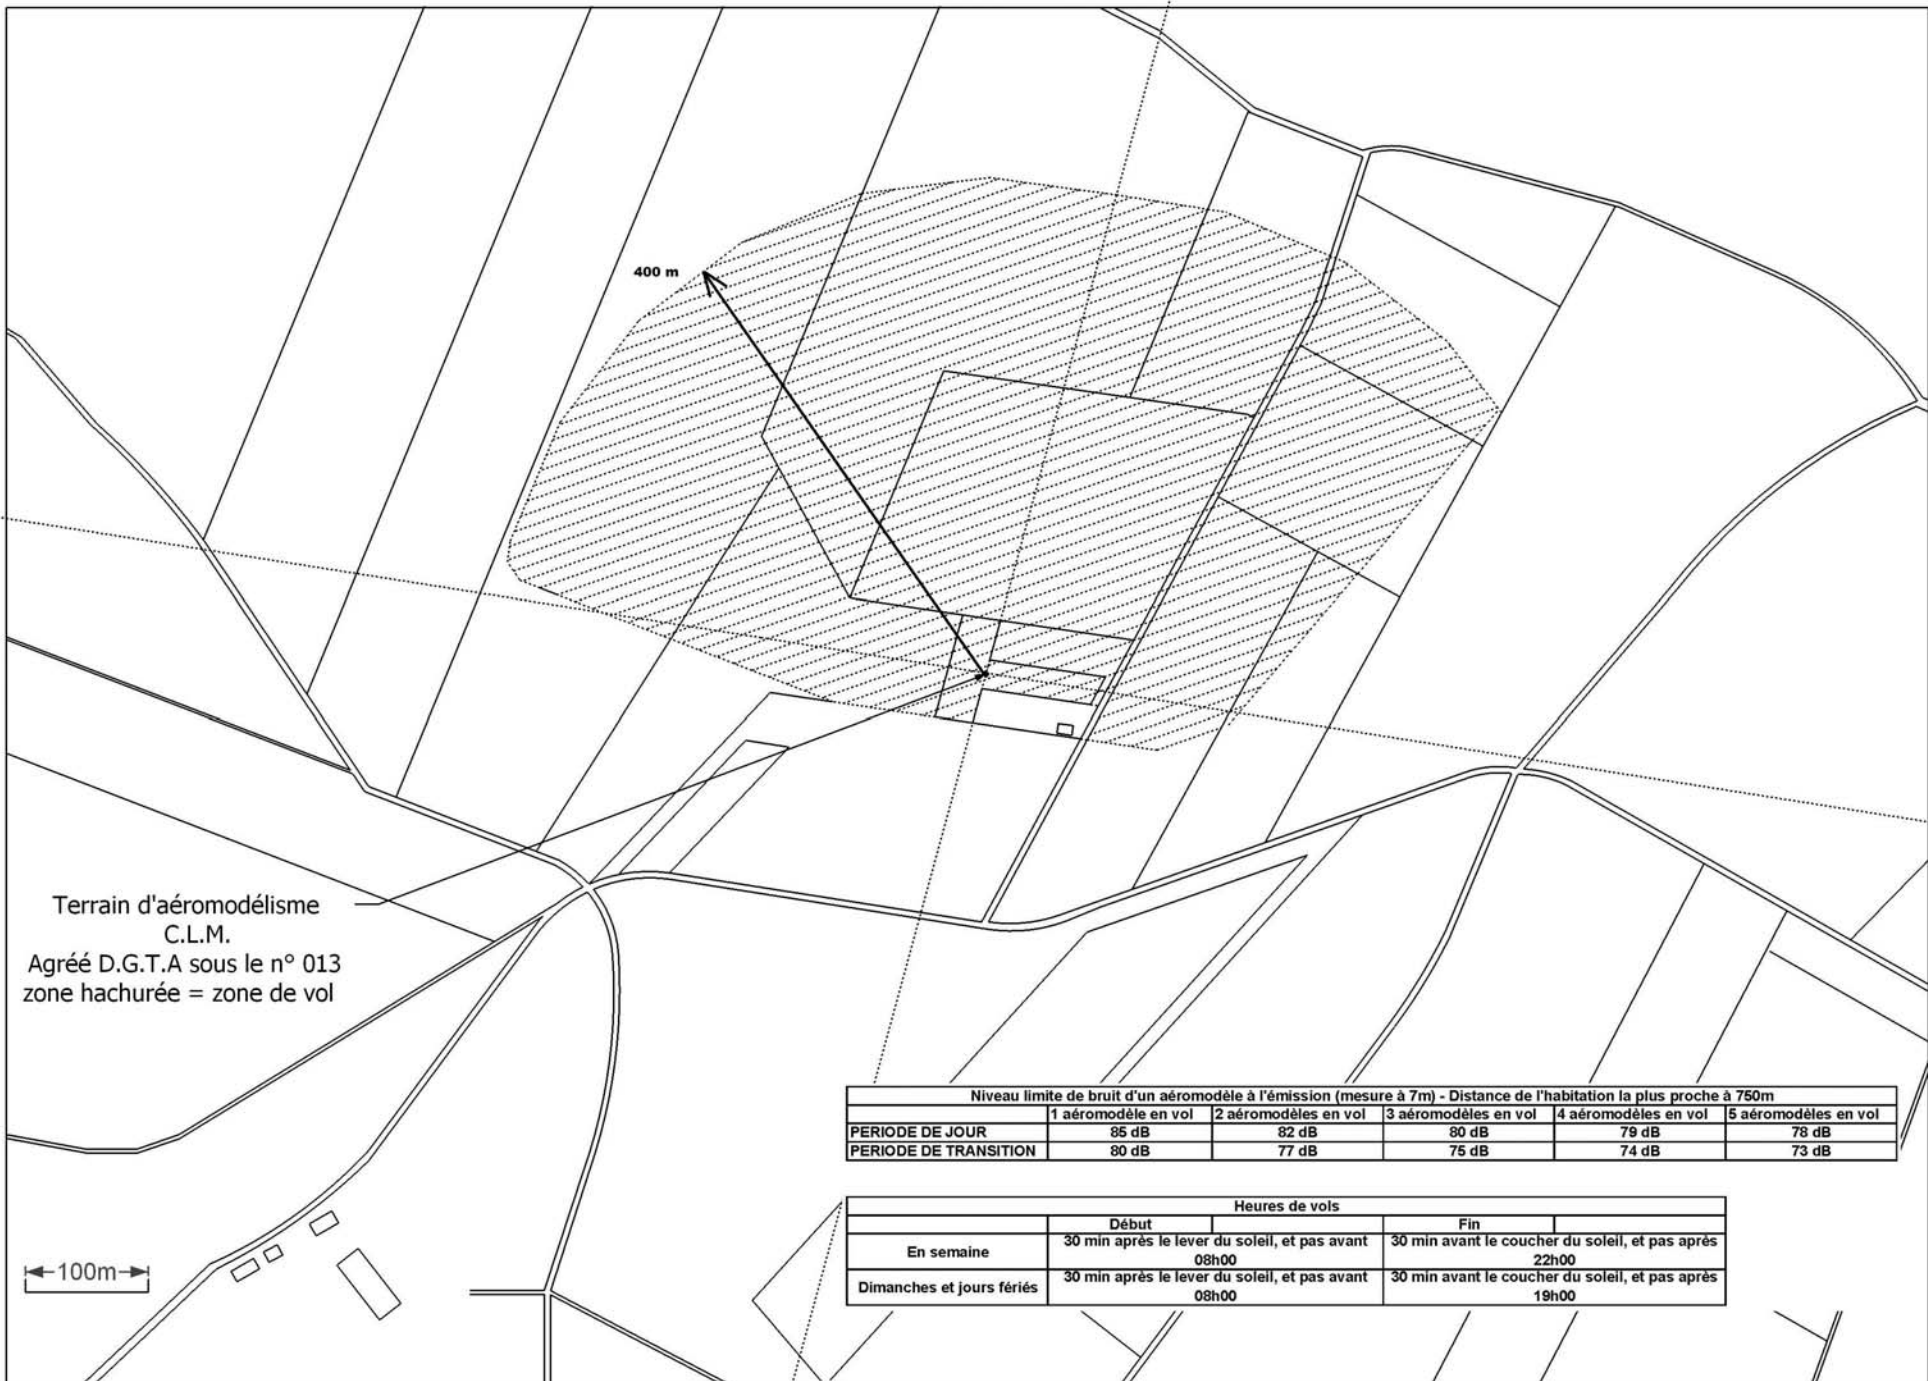 400 m
Terrain d'aéromodélisme
C.L.M.
Agréé D.G.T.A sous le n° 013
zone hachurée = zone de vol
Niveau limite de bruit d'un aéromodèle à l'émission (mesure à 7m) - Distance de l'habitation la plus proche à 750m
1 aéromodèle en vol 2 aéromodèles en vol 3 aéromodèles en vol 4 aéromodèles en vol 5 aéromodèles en vol
PERIODE DE JOUR 85 dB 82 dB 80 dB 79 dB 78 dB
PERIODE DE TRANSITION 80 dB 77 dB 75 dB 74 dB 73 dB
Heures de vols
Début Fin
En semaine 30 min après le lever du soleil, et pas avant 08h00 30 min avant le coucher du soleil, et pas après 22h00
Dimanches et jours fériés 30 min après le lever du soleil, et pas avant 08h00 30 min avant le coucher du soleil, et pas après 19h00
100m